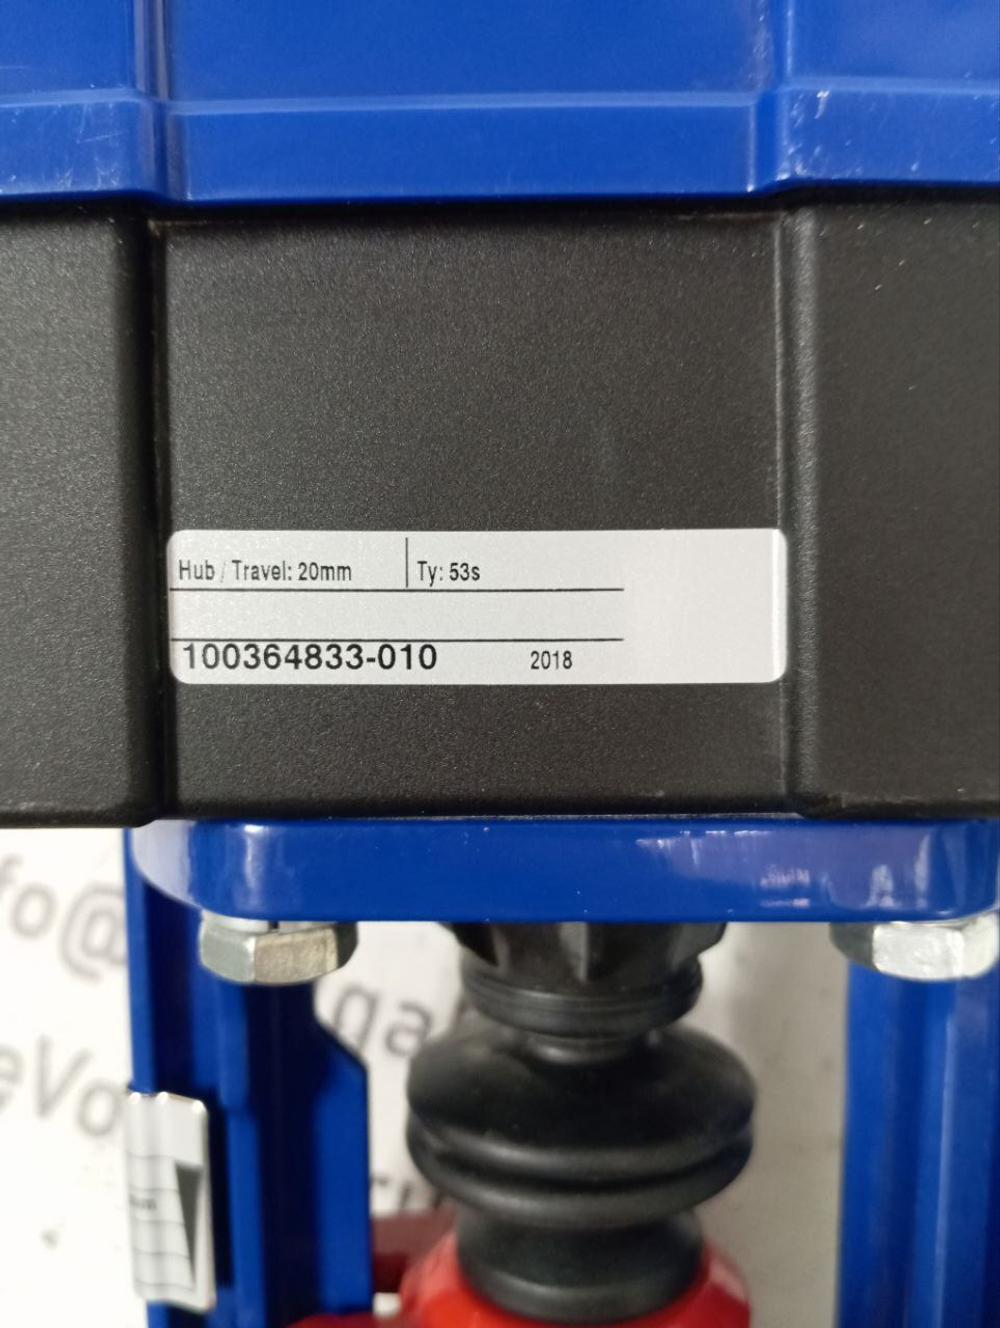 Hub / Travel: 20mm
Ty: 53s
100364833-010
2018